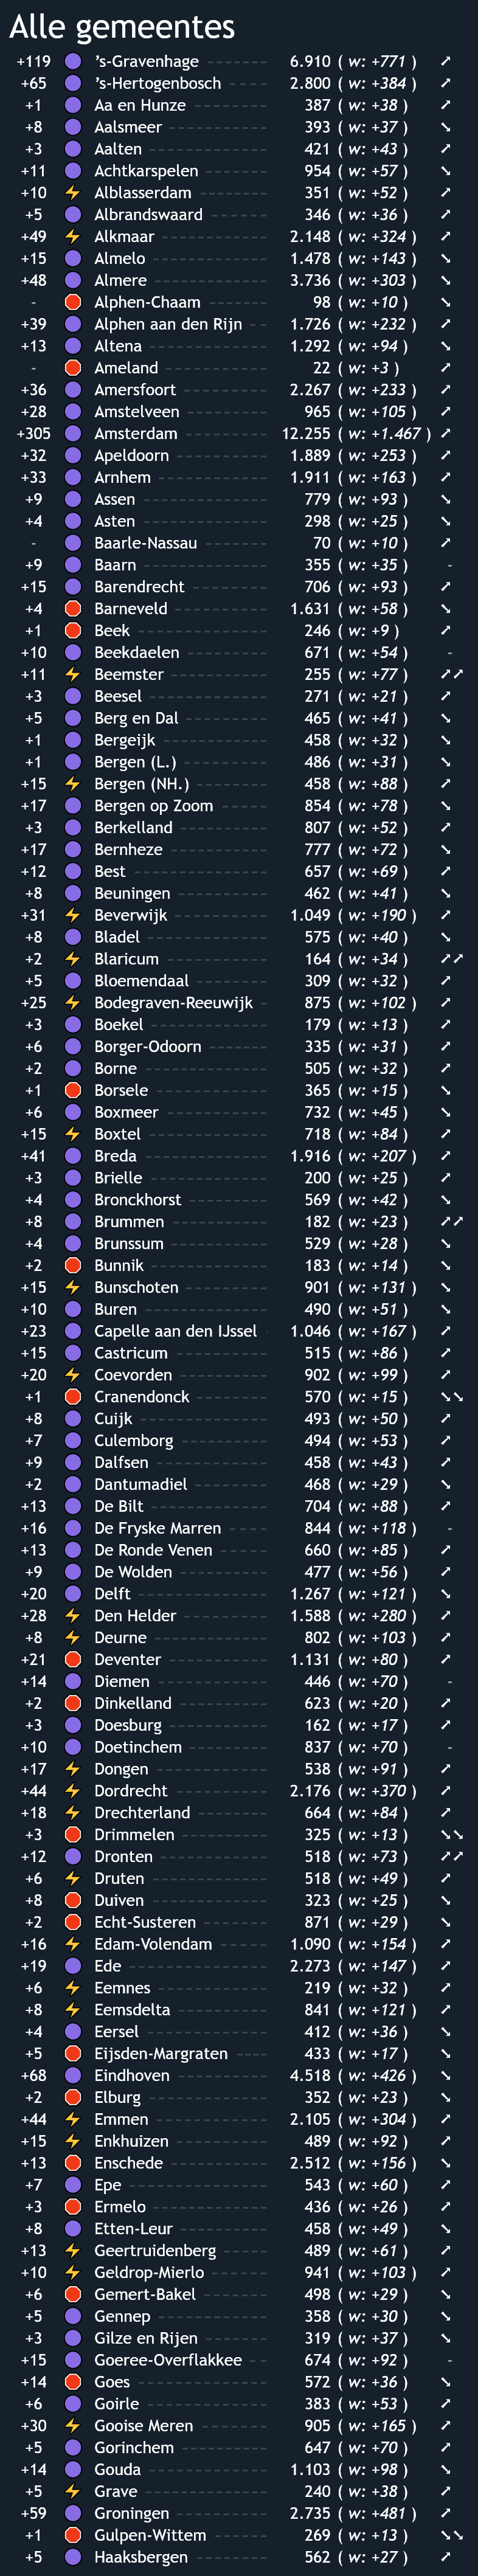 Alle gemeentes
+119 's-Gravenhage 6.910 ( w: +771 )
+65 's-Hertogenbosch 2.800 ( w: +384 )
+1 Aa en Hunze 387 ( w: +38 )
+8 Aalsmeer 393 ( w: +37 )
+3 Aalten 421 ( w: +43 )
+11 Achtkarspelen 954 ( w: +57 )
+10 Alblasserdam 351 ( w: +52 )
+5 Albrandswaard 346 ( w: +36 )
+49 Alkmaar 2.148 ( w: +324 )
+15 Almelo 1.478 ( w: +143 )
+48 Almere 3.736 ( w: +303 )
- Alphen-Chaam 98 ( w: +10 )
+39 Alphen aan den Rijn 1.726 ( w: +232 )
+13 Altena 1.292 ( w: +94 )
- Ameland 22 ( w: +3 )
+36 Amersfoort 2.267 ( w: +233 )
+28 Amstelveen 965 ( w: +105 )
+305 Amsterdam 12.255 ( w: +1.467 )
+32 Apeldoorn 1.889 ( w: +253 )
+33 Arnhem 1.911 ( w: +163 )
+9 Assen 779 ( w: +93 )
+4 Asten 298 ( w: +25 )
- Baarle-Nassau 70 ( w: +10 )
+9 Baarn 355 ( w: +35 ) -
+15 Barendrecht 706 ( w: +93 )
+4 Barneveld 1.631 ( w: +58 )
+1 Beek 246 ( w: +9 )
+10 Beekdaelen 671 ( w: +54 ) -
+11 Beemster 255 ( w: +77 )
+3 Beesel 271 ( w: +21 )
+5 Berg en Dal 465 ( w: +41 )
+1 Bergeijk 458 ( w: +32 )
+1 Bergen (L.) 486 ( w: +31 )
+15 Bergen (NH.) 458 ( w: +88 )
+17 Bergen op Zoom 854 ( w: +78 )
+3 Berkelland 807 ( w: +52 )
+17 Bernheze 777 ( w: +72 )
+12 Best 657 ( w: +69 )
+8 Beuningen 462 ( w: +41 )
+31 Beverwijk 1.049 ( w: +190 )
+8 Bladel 575 ( w: +40 )
+2 Blaricum 164 ( w: +34 )
+5 Bloemendaal 309 ( w: +32 )
+25 Bodegraven-Reeuwijk 875 ( w: +102 )
+3 Boekel 179 ( w: +13 )
+6 Borger-Odoorn 335 ( w: +31 )
+2 Borne 505 ( w: +32 )
+1 Borsele 365 ( w: +15 )
+6 Boxmeer 732 ( w: +45 )
+15 Boxtel 718 ( w: +84 )
+41 Breda 1.916 ( w: +207 )
+3 Brielle 200 ( w: +25 )
+4 Bronckhorst 569 ( w: +42 )
+8 Brummen 182 ( w: +23 )
+4 Brunssum 529 ( w: +28 )
+2 Bunnik 183 ( w: +14 )
+15 Bunschoten 901 ( w: +131 )
+10 Buren 490 ( w: +51 )
+23 Capelle aan den IJssel 1.046 ( w: +167 )
+15 Castricum 515 ( w: +86 )
+20 Coevorden 902 ( w: +99 )
+1 Cranendonck 570 ( w: +15 )
+8 Cuijk 493 ( w: +50 )
+7 Culemborg 494 ( w: +53 )
+9 Dalfsen 458 ( w: +43 )
+2 Dantumadiel 468 ( w: +29 )
+13 De Bilt 704 ( w: +88 )
+16 De Fryske Marren 844 ( w: +118 ) -
+13 De Ronde Venen 660 ( w: +85 )
+9 De Wolden 477 ( w: +56 )
+20 Delft 1.267 ( w: +121 )
+28 Den Helder 1.588 ( w: +280 )
+8 Deurne 802 ( w: +103 )
+21 Deventer 1.131 ( w: +80 )
+14 Diemen 446 ( w: +70 ) -
+2 Dinkelland 623 ( w: +20 )
+3 Doesburg 162 ( w: +17 )
+10 Doetinchem 837 ( w: +70 ) -
+17 Dongen 538 ( w: +91 )
+44 Dordrecht 2.176 ( w: +370 )
+18 Drechterland 664 ( w: +84 )
+3 Drimmelen 325 ( w: +13 )
+12 Dronten 518 ( w: +73 )
+6 Druten 518 ( w: +49 )
+8 Duiven 323 ( w: +25 )
+2 Echt-Susteren 871 ( w: +29 )
+16 Edam-Volendam 1.090 ( w: +154 )
+19 Ede 2.273 ( w: +147 )
+6 Eemnes 219 ( w: +32 )
+8 Eemsdelta 841 ( w: +121 )
+4 Eersel 412 ( w: +36 )
+5 Eijsden-Margraten 433 ( w: +17 )
+68 Eindhoven 4.518 ( w: +426 )
+2 Elburg 352 ( w: +23 )
+44 Emmen 2.105 ( w: +304 )
+15 Enkhuizen 489 ( w: +92 )
+13 Enschede 2.512 ( w: +156 )
+7 Epe 543 ( w: +60 )
+3 Ermelo 436 ( w: +26 )
+8 Etten-Leur 458 ( w: +49 )
+13 Geertruidenberg 489 ( w: +61 )
+10 Geldrop-Mierlo 941 ( w: +103 )
+6 Gemert-Bakel 498 ( w: +29 )
+5 Gennep 358 ( w: +30 )
+3 Gilze en Rijen 319 ( w: +37 )
+15 Goeree-Overflakkee 674 ( w: +92 ) -
+14 Goes 572 ( w: +36 )
+6 Goirle 383 ( w: +53 )
+30 Gooise Meren 905 ( w: +165 )
+5 Gorinchem 647 ( w: +70 )
+14 Gouda 1.103 ( w: +98 )
+5 Grave 240 ( w: +38 )
+59 Groningen 2.735 ( w: +481 )
+1 Gulpen-Wittem 269 ( w: +13 )
+5 Haaksbergen 562 ( w: +27 )